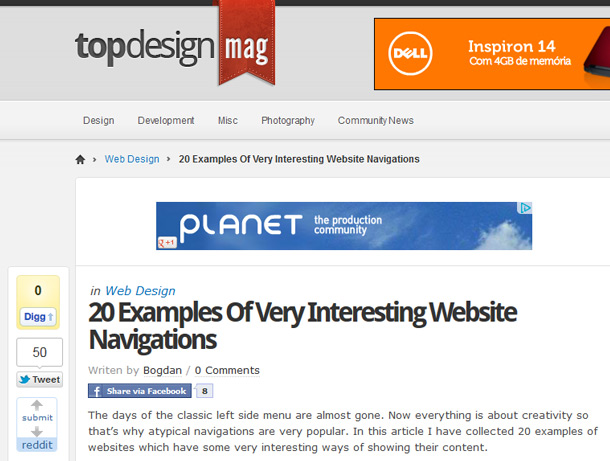 topdesign mag
DELL
Inspiron 14
Com 4GB de memória
Design Development Misc Photography Community News
Web Design 20 Examples Of Very Interesting Website Navigations
PLANET the production
community
g +1
in Web Design
20 Examples Of Very Interesting Website
Navigations
Writen by Bogdan / 0 Comments
f Share via Facebook 8
0
Digg
50
Tweet
submit
reddit
The days of the classic left side menu are almost gone. Now everything is about creativity so
that's why atypical navigations are very popular. In this article I have collected 20 examples of
websites which have some very interesting ways of showing their content.